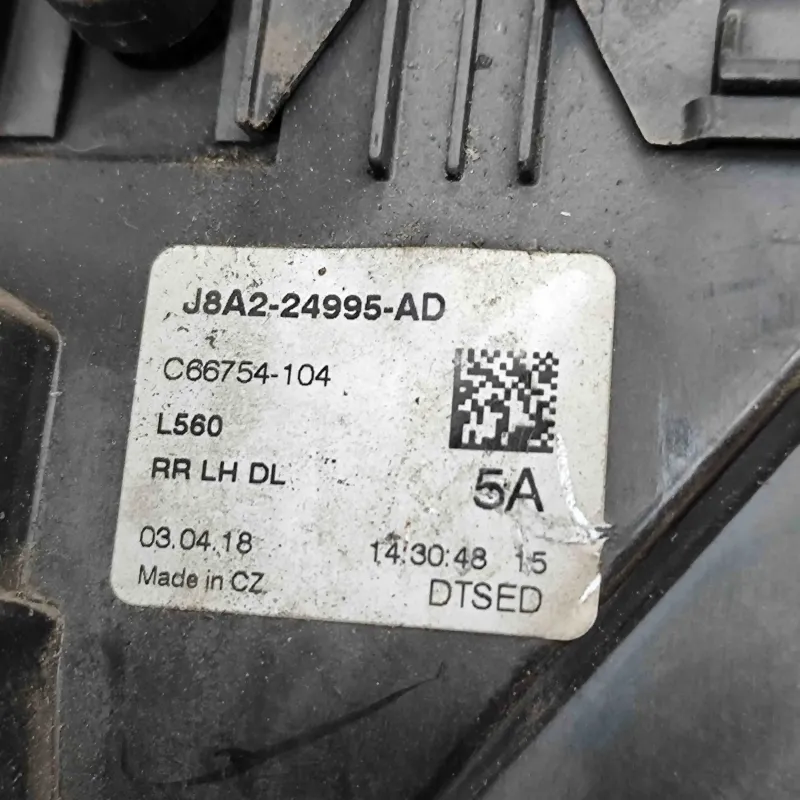 J8A2-24995-AD
C66754-104
L560
RR LH DL
5A
03.04.18 14:30:48 15
Made in CZ
DTSED